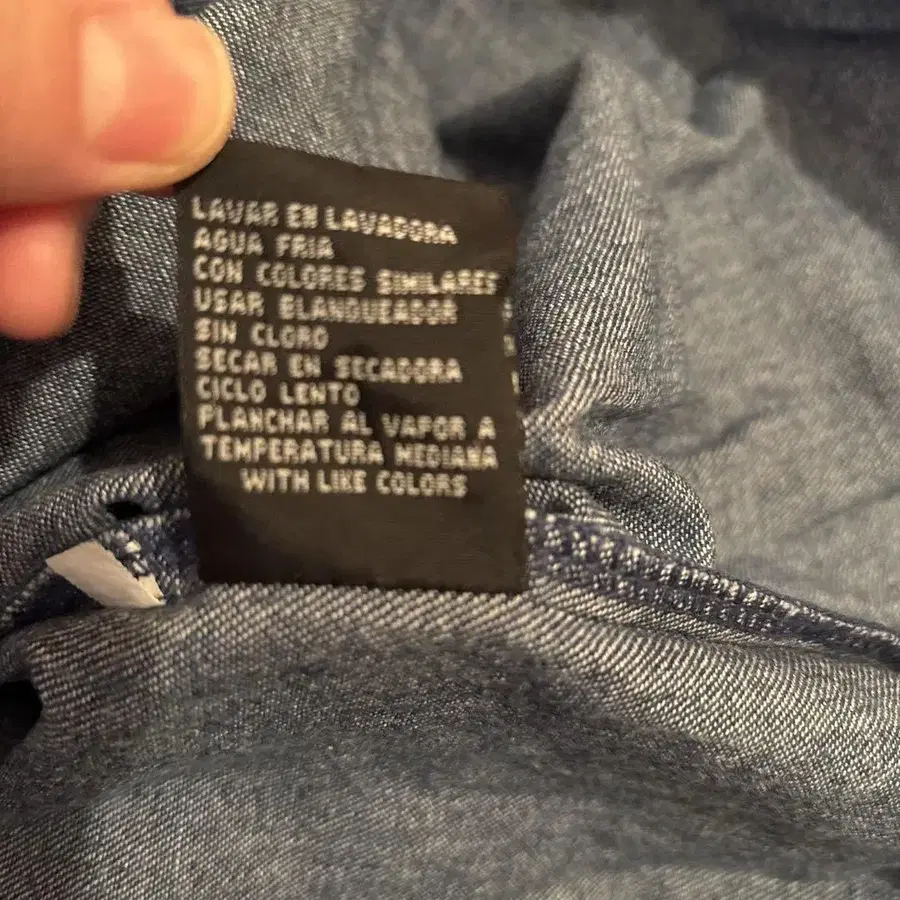 LAVAR EN LAVADORA
AGUA FRIA
CON COLORES SIMILARES
USAR BLANQUEADOR
SIN CLORO
SECAR EN SECADORA
CICLO LENTO
PLANCHAR AL VAPOR A
TEMPERATURA MEDIANA
WITH LIKE COLORS